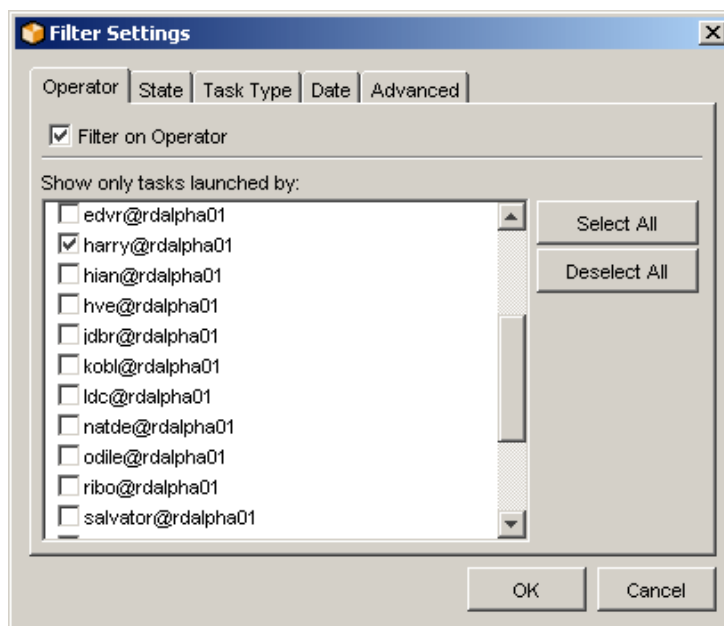 Filter Settings
Operator State Task Type Date Advanced
Filter on Operator
Show only tasks launched by:
edvr@rdalpha01
harry@rdalpha01
hian@rdalpha01
hve@rdalpha01
jdbr@rdalpha01
kobl@rdalpha01
ldc@rdalpha01
natde@rdalpha01
odile@rdalpha01
ribo@rdalpha01
salvator@rdalpha01
Select All
Deselect All
OK Cancel